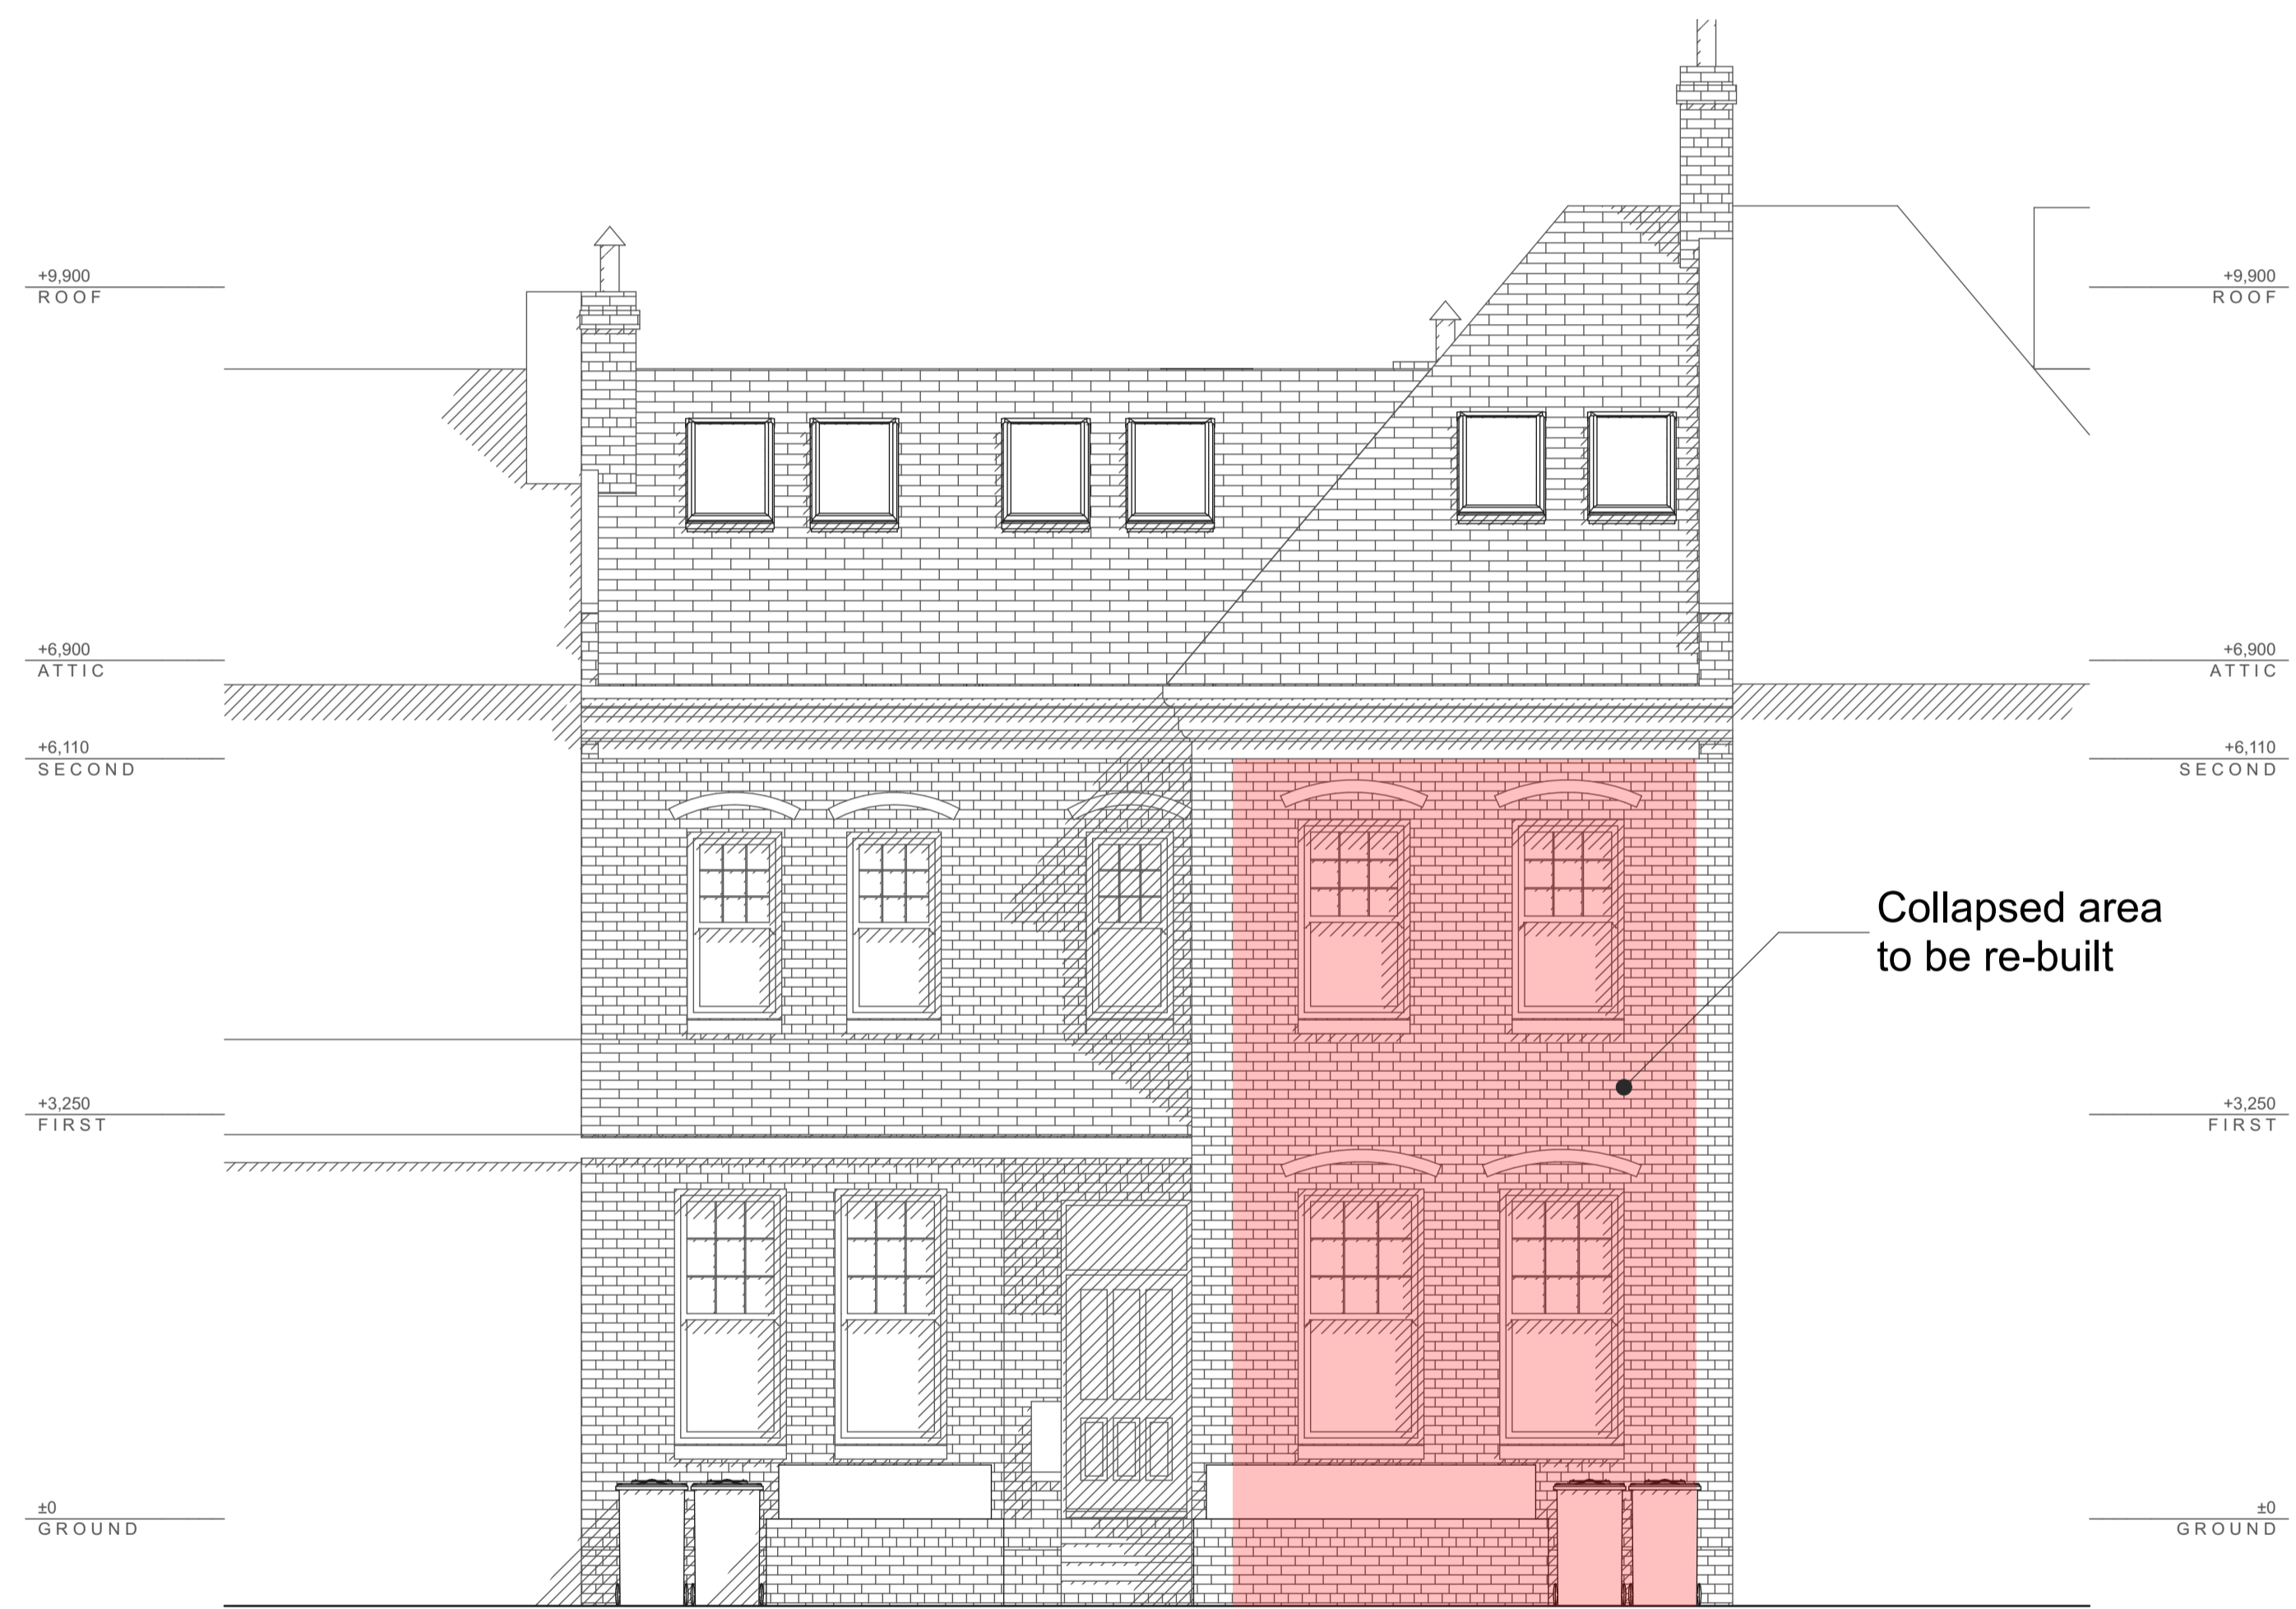 +9,900
ROOF
+9,900
ROOF
+6,900
ATTIC
+6,900
ATTIC
+6,110
SECOND
+6,110
SECOND
Collapsed area
to be re-built
+3,250
FIRST
+3,250
FIRST
±0
GROUND
±0
GROUND